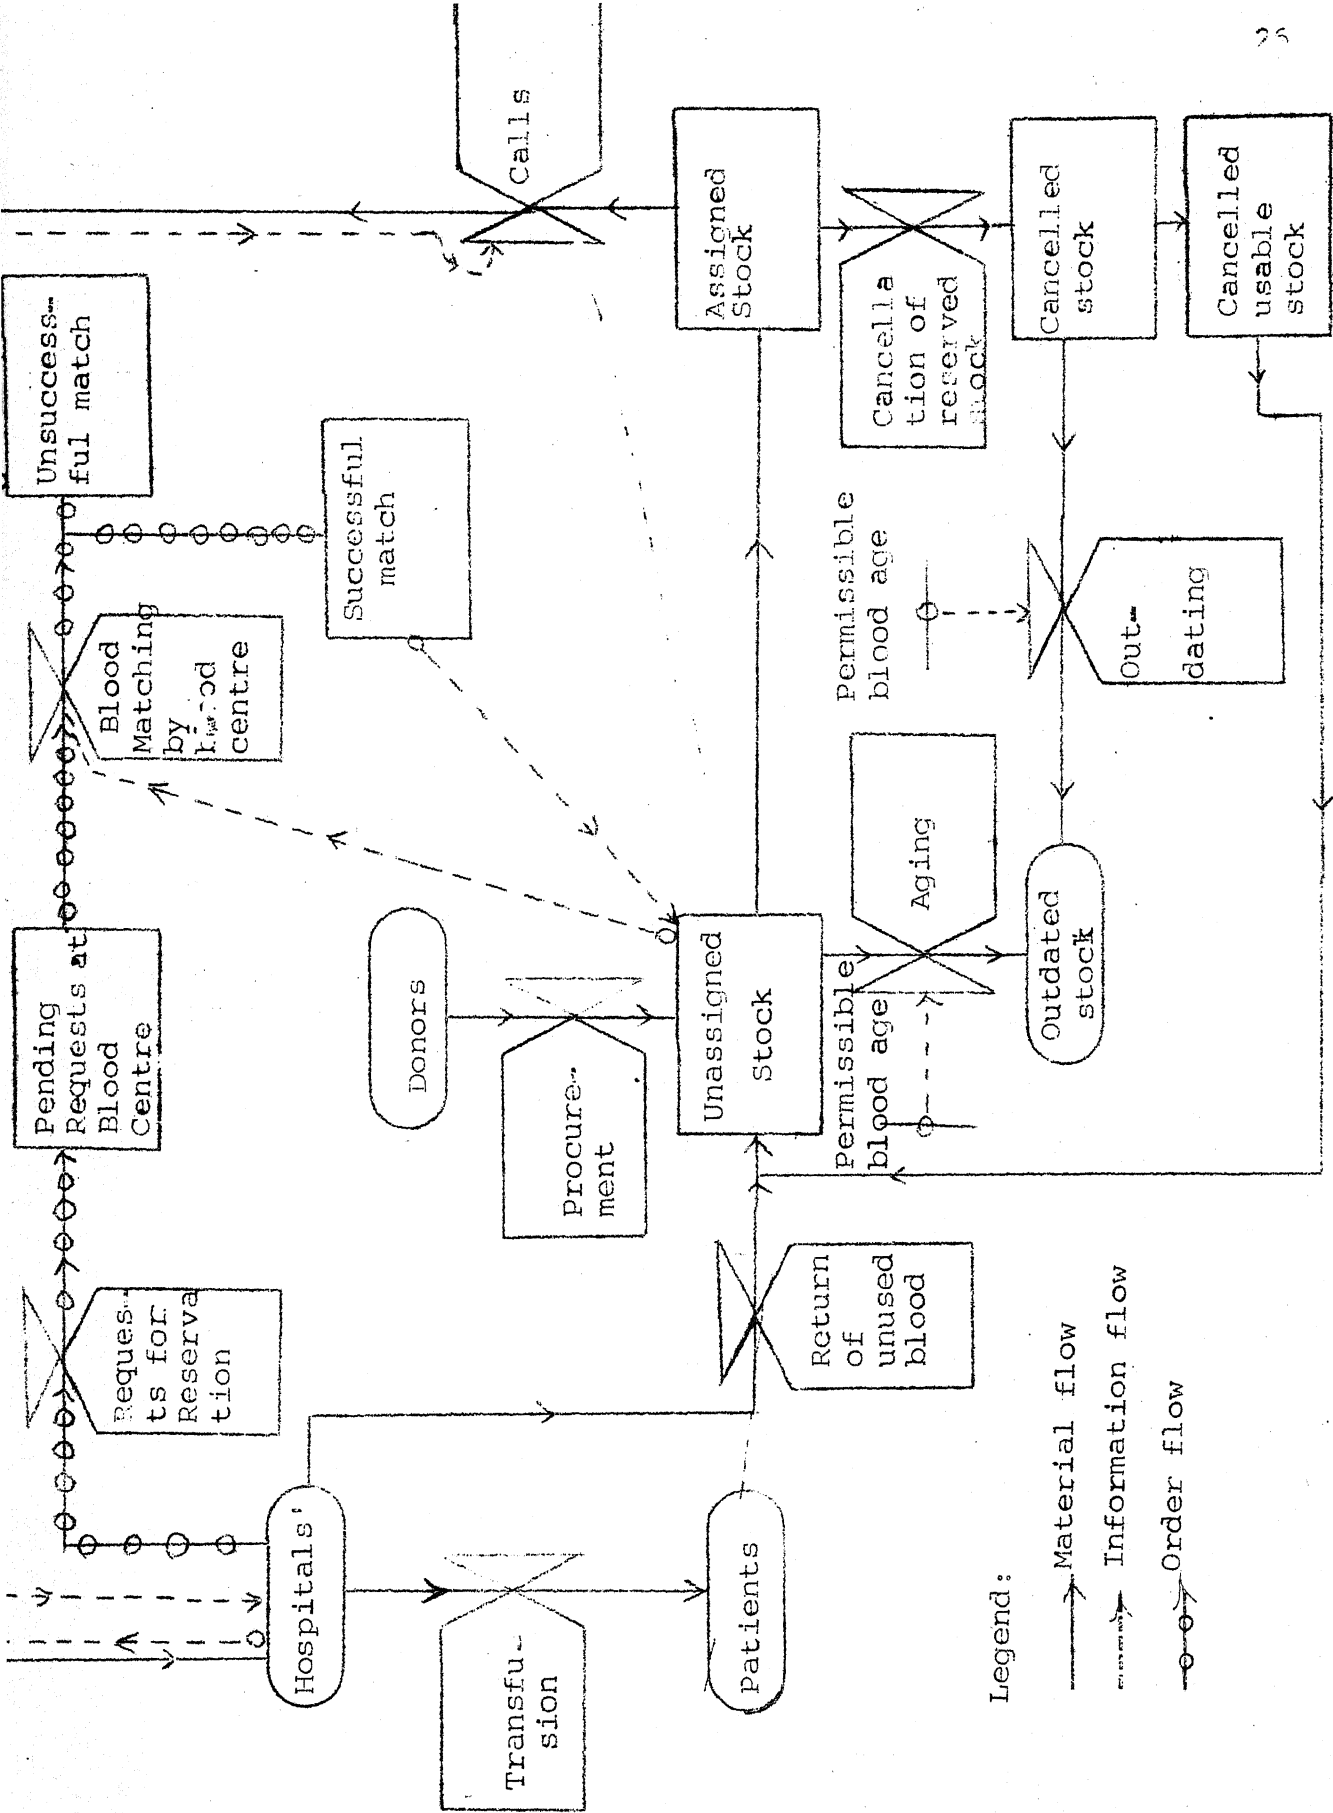 25
Unsuccess-
ful match
Calls
Successful
match
Assigned
Stock
Cancelled
stock
Cancelled
usable
stock
Cancella
tion of
reserved
stock
Blood
Matching
by
centre
Permissible
blood age
Out-
dating
Pending
Requests at
Blood
Centre
Donors
Procure-
ment
Unassigned
Stock
Aging
Permissible
blood age
Outdated
stock
Reques-
ts for
Reserva
tion
Return
of
unused
blood
Hospitals'
Transfu-
sion
Patients
Legend:
Material flow
Information flow
Order flow